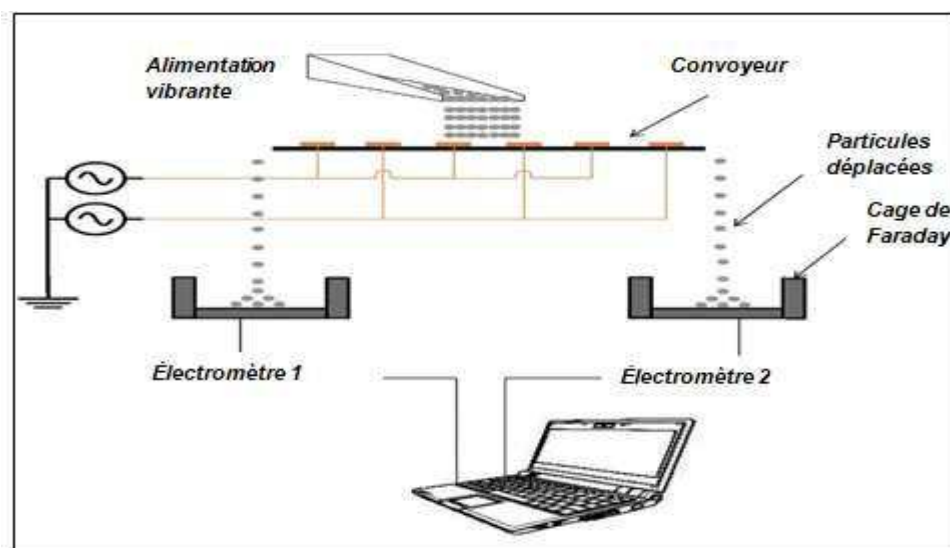 Alimentation
vibrante
Convoyeur
Particules
déplacées
Cage de
Faraday
Électromètre 1
Électromètre 2